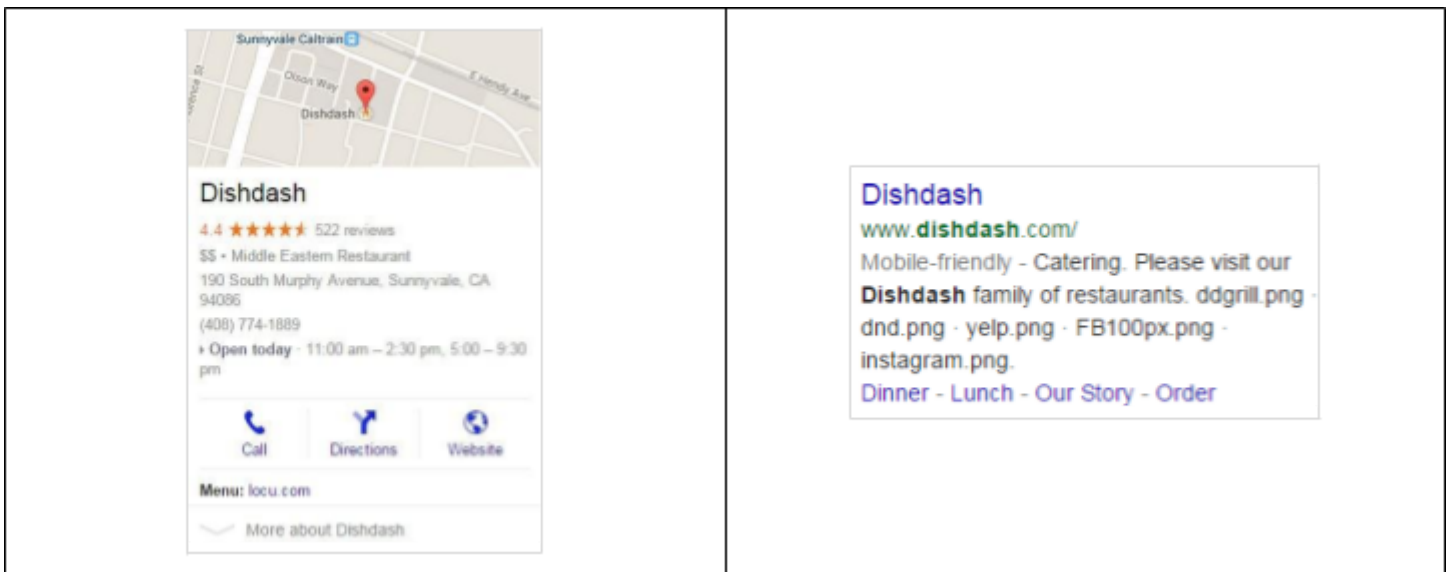 Sunnyvale Caltrain
Olson Way
E Hendy Ave
Dishdash
Dishdash
4.4 ★★★★★ 522 reviews
$$ • Middle Eastern Restaurant
190 South Murphy Avenue, Sunnyvale, CA
94086
(408) 774-1889
Open today · 11:00 am – 2:30 pm, 5:00 – 9:30
pm
Call
Directions
Website
Menu: locu.com
More about Dishdash
Dishdash
www.dishdash.com/
Mobile-friendly - Catering. Please visit our
Dishdash family of restaurants. ddgrill.png ·
dnd.png · yelp.png · FB100px.png ·
instagram.png.
Dinner - Lunch - Our Story - Order